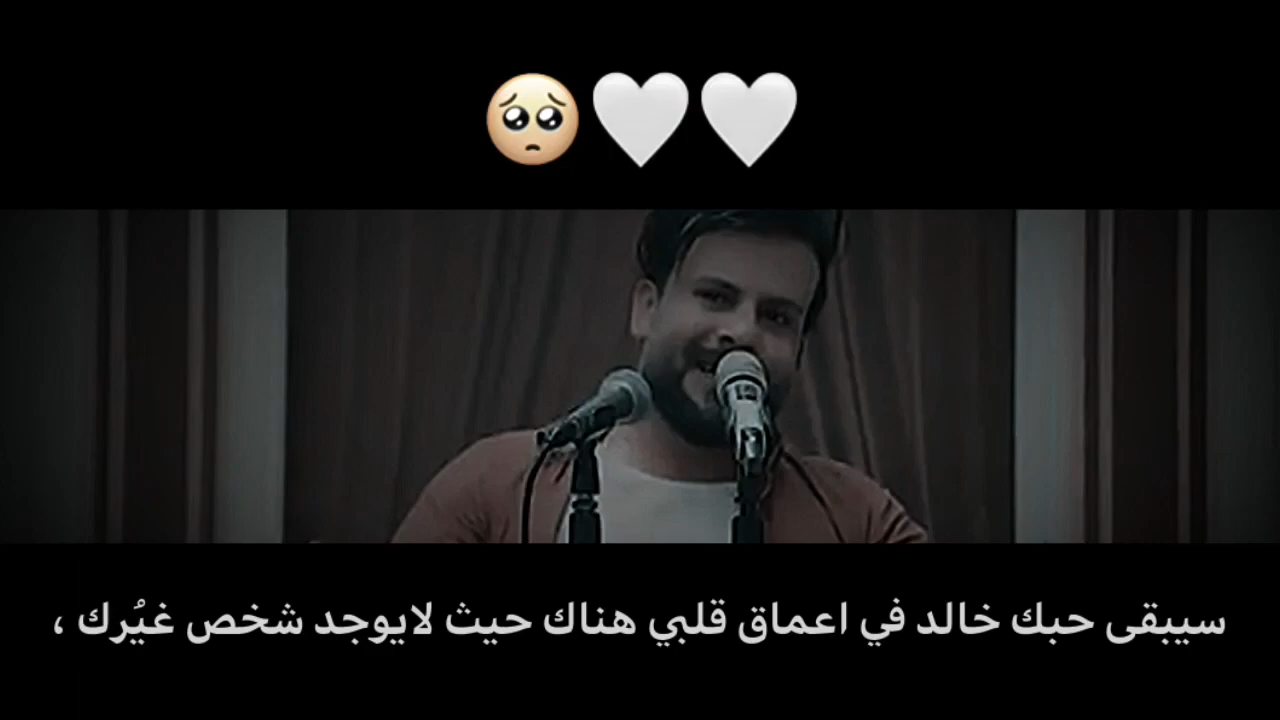 🥺🤍🤍
سيبقى حبك خالد في اعماق قلبي هناك حيث لايوجد شخص غيُرك ،